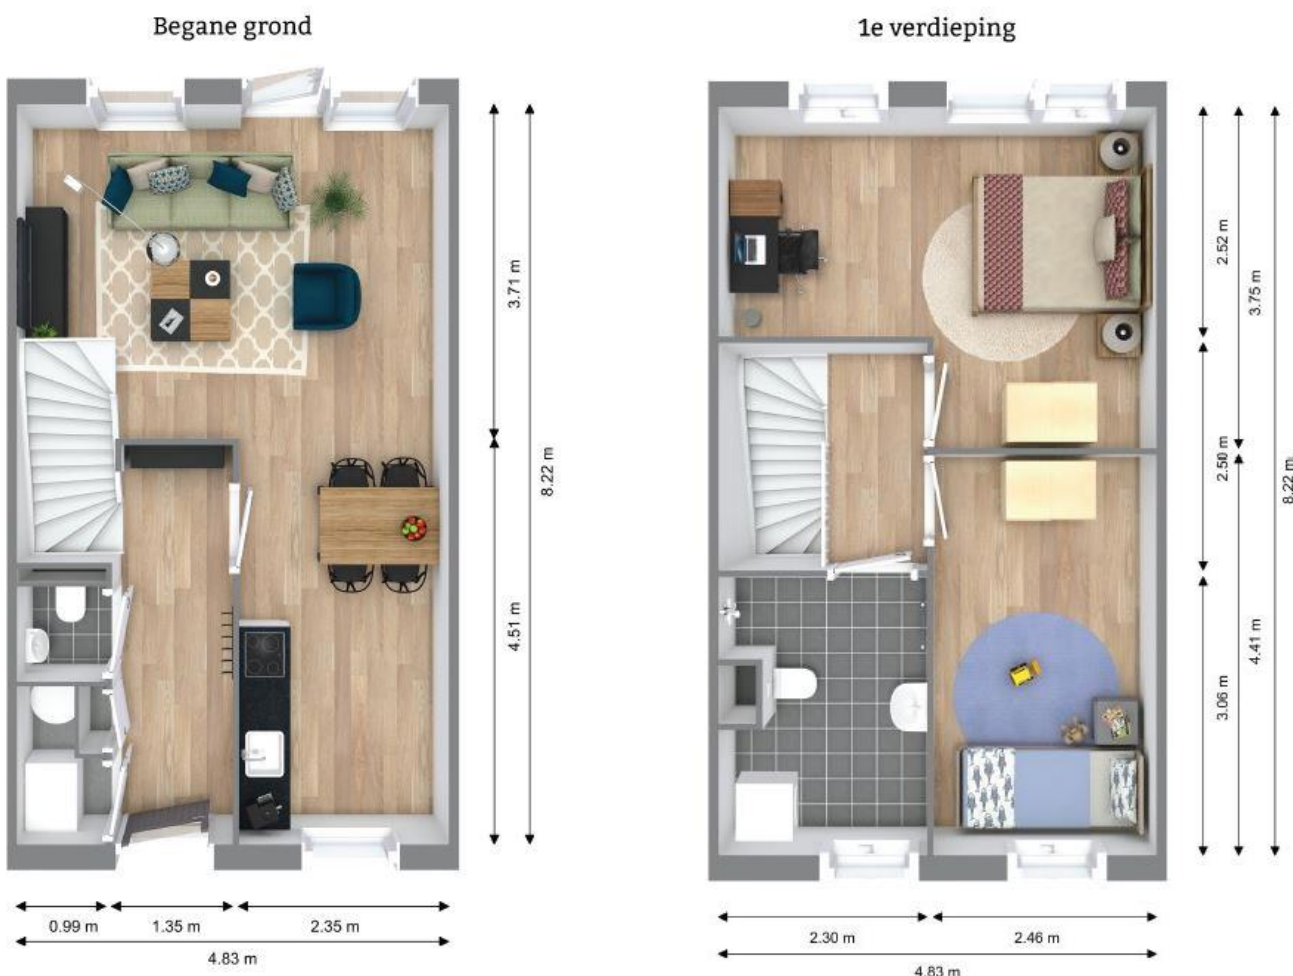 Begane grond
1e verdieping
3.71 m
4.51 m
8.22 m
0.99 m
1.35 m
2.35 m
4.83 m
2.52 m
2.50 m
3.06 m
3.75 m
4.41 m
8.22 m
2.30 m
2.46 m
4.83 m